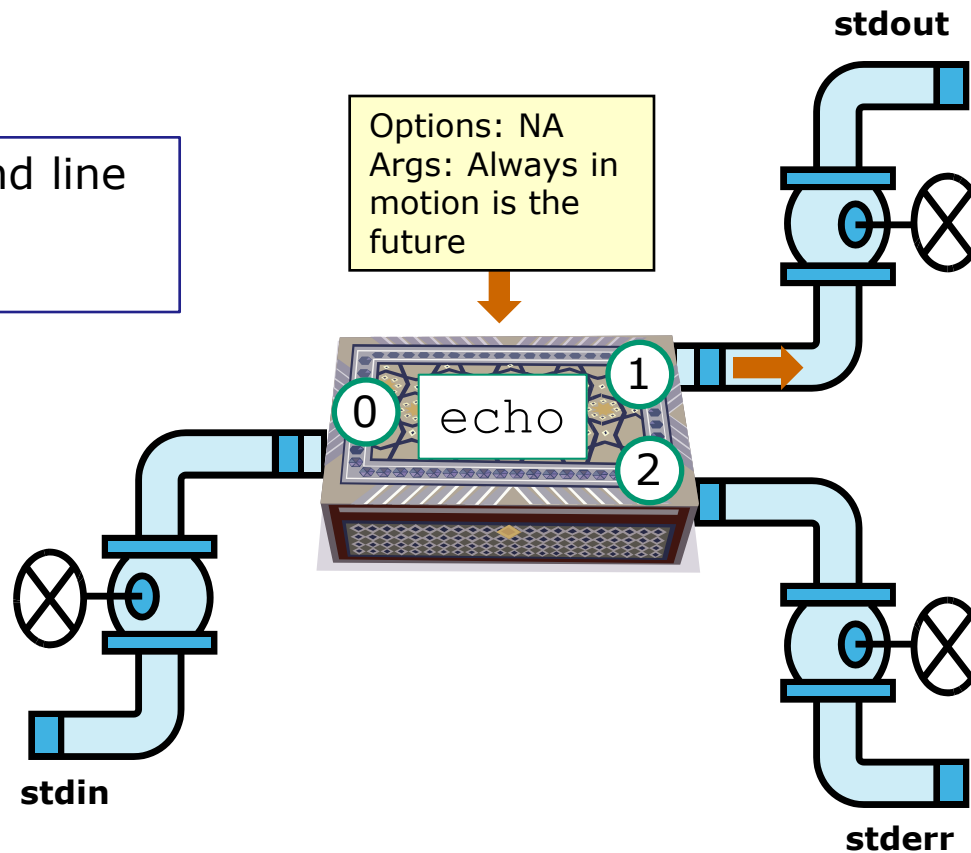 stdout
nd line
Options: NA
Args: Always in
motion is the
future
1
0
echo
2
stdin
stderr